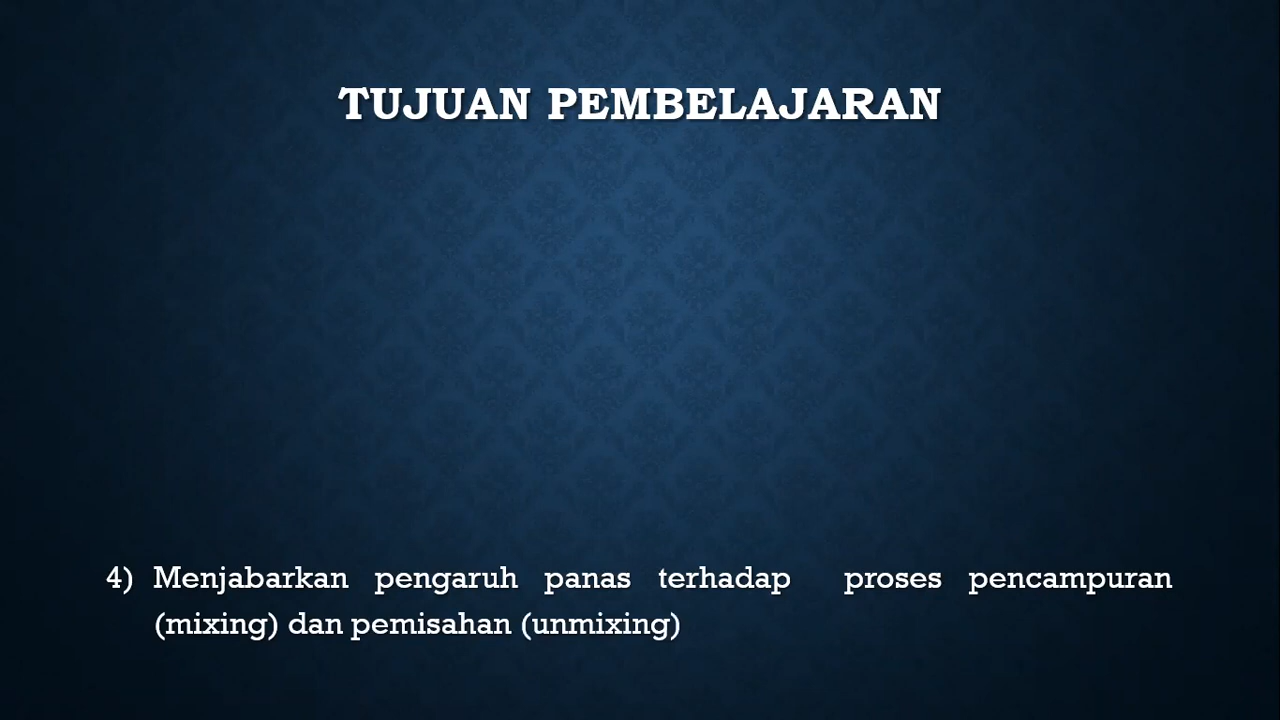 TUJUAN PEMBELAJARAN
4) Menjabarkan pengaruh panas terhadap proses pencampuran
(mixing) dan pemisahan (unmixing)